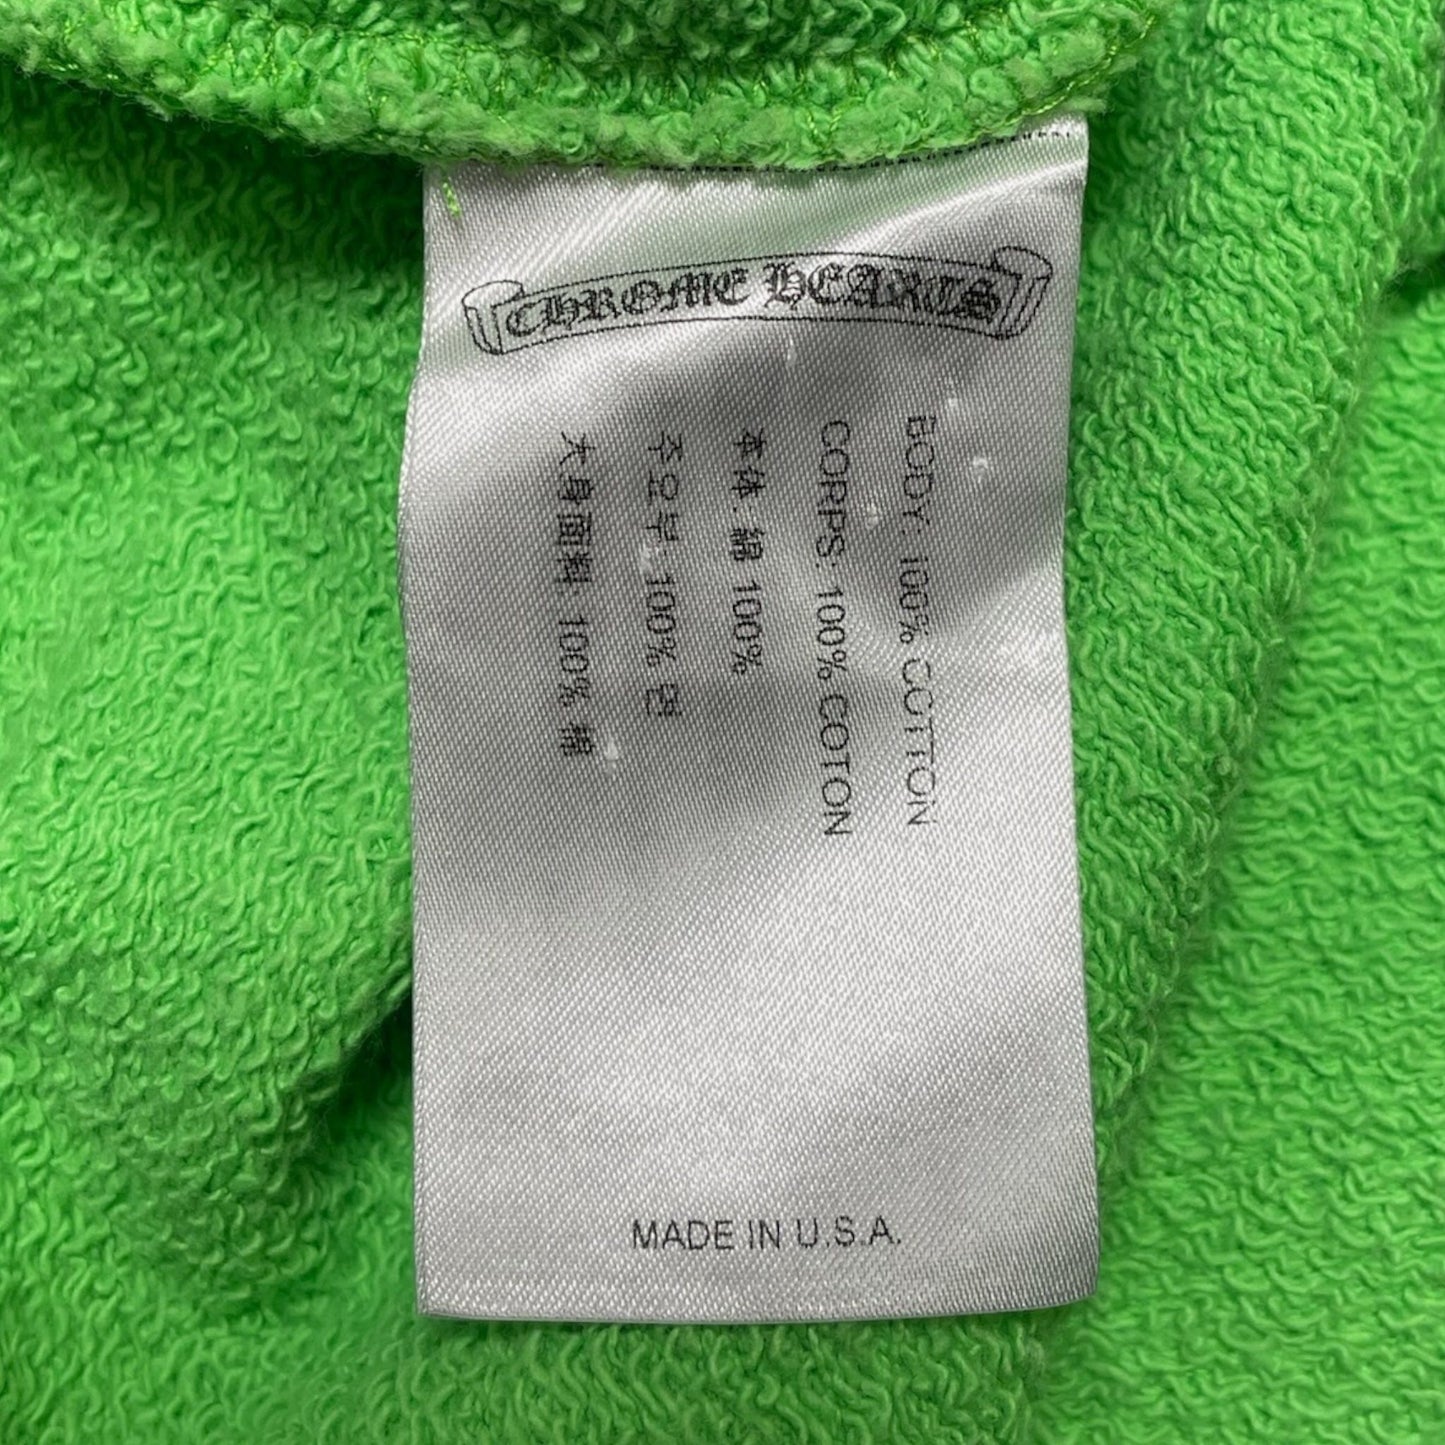 CHROME HEARTS
BODY: 100% COTTON
CORPS: 100% COTON
本体: 綿 100%
주요부: 100% 면
大身面料: 100% 棉
MADE IN U.S.A.